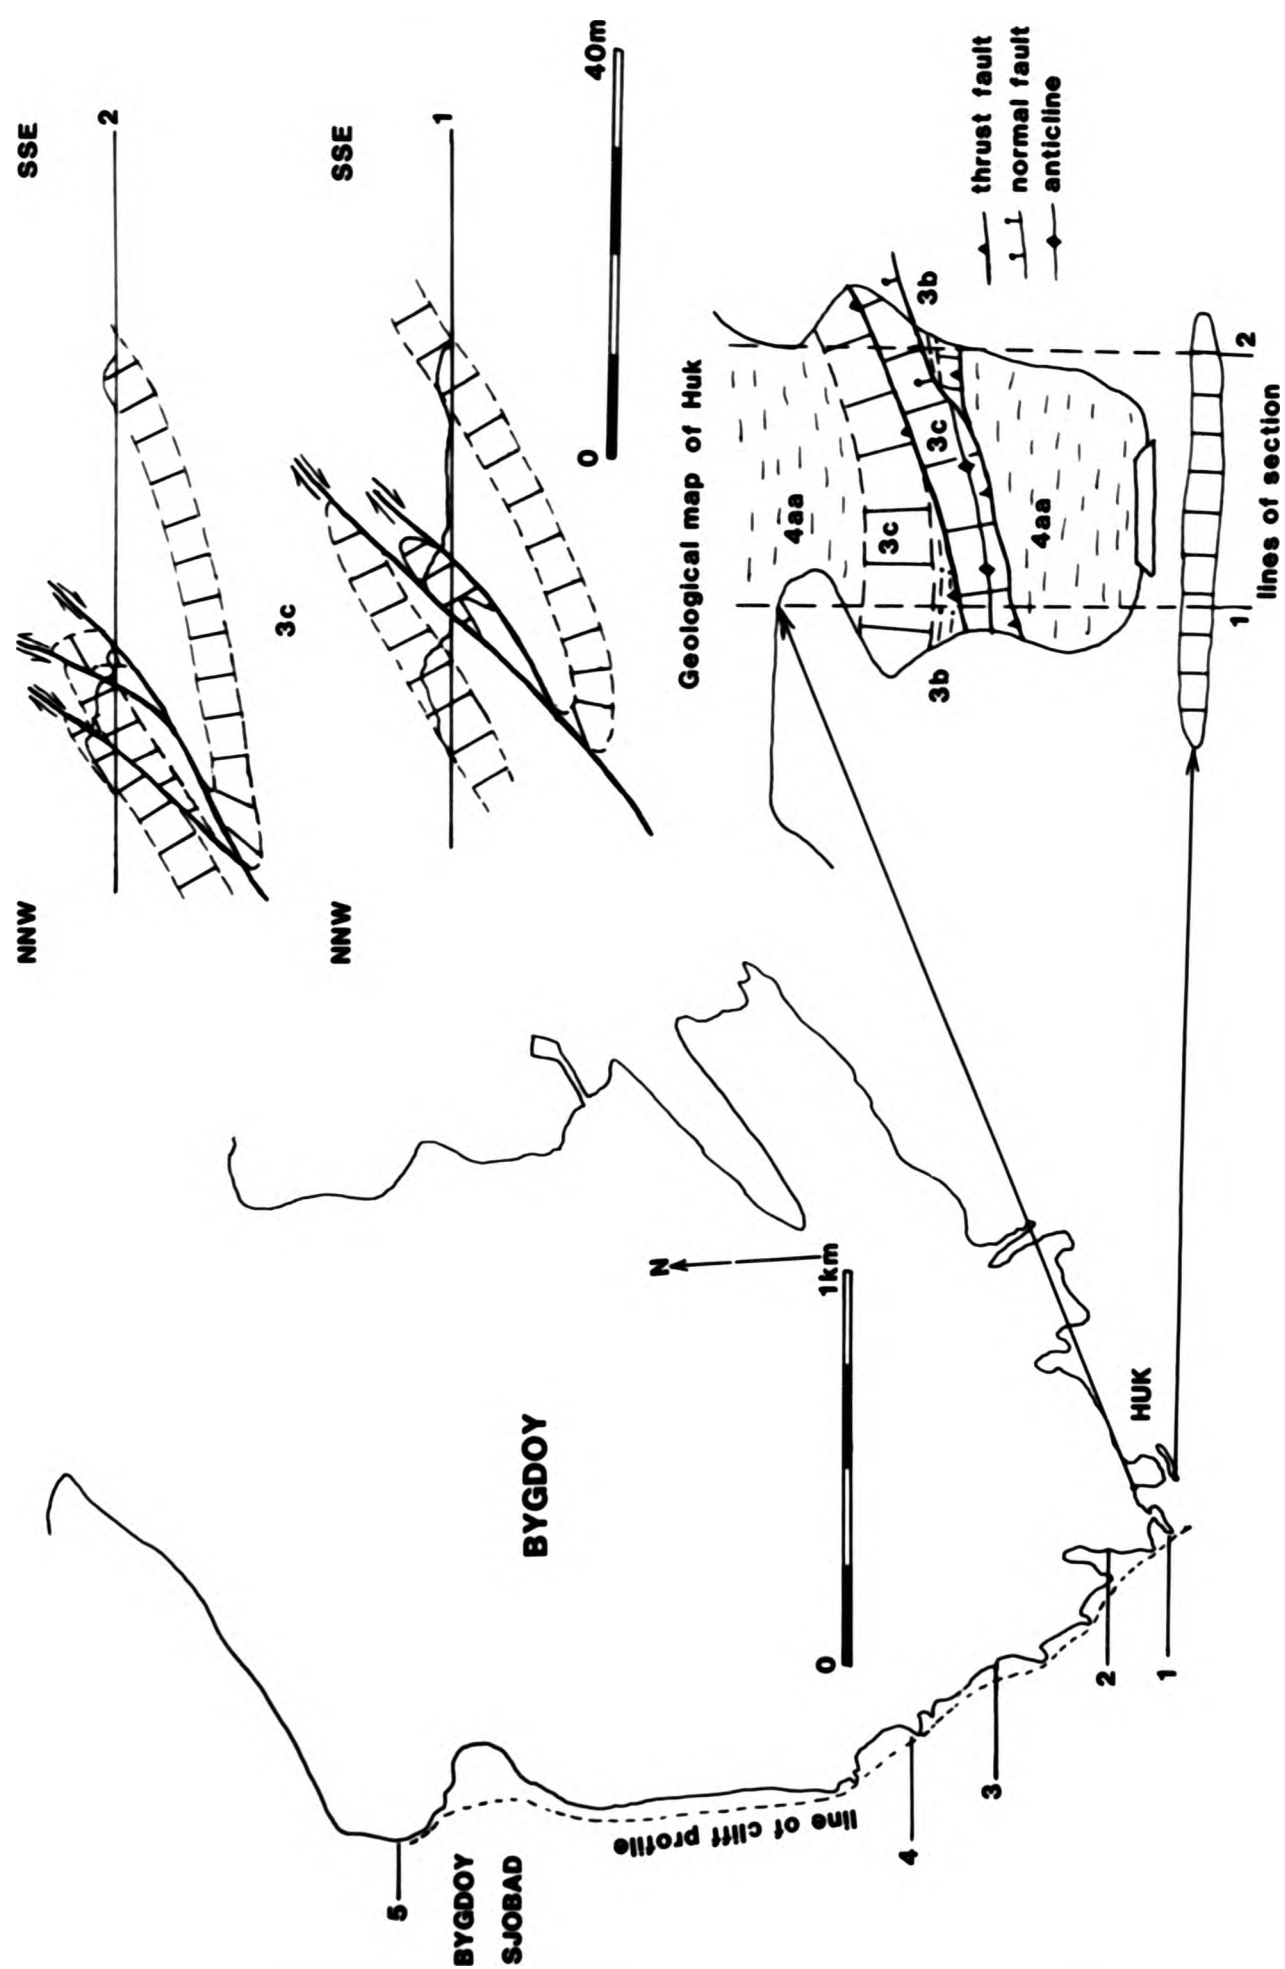 NNW
SSE
2
3c
NNW
SSE
1
0
40m
Geological map of Huk
4aa
3c
3b
3c
3b
4aa
1
2
lines of section
thrust fault
normal fault
anticline
BYGDOY
N
0
1km
HUK
5
BYGDOY
SJOBAD
line of cliff profile
4
3
2
1